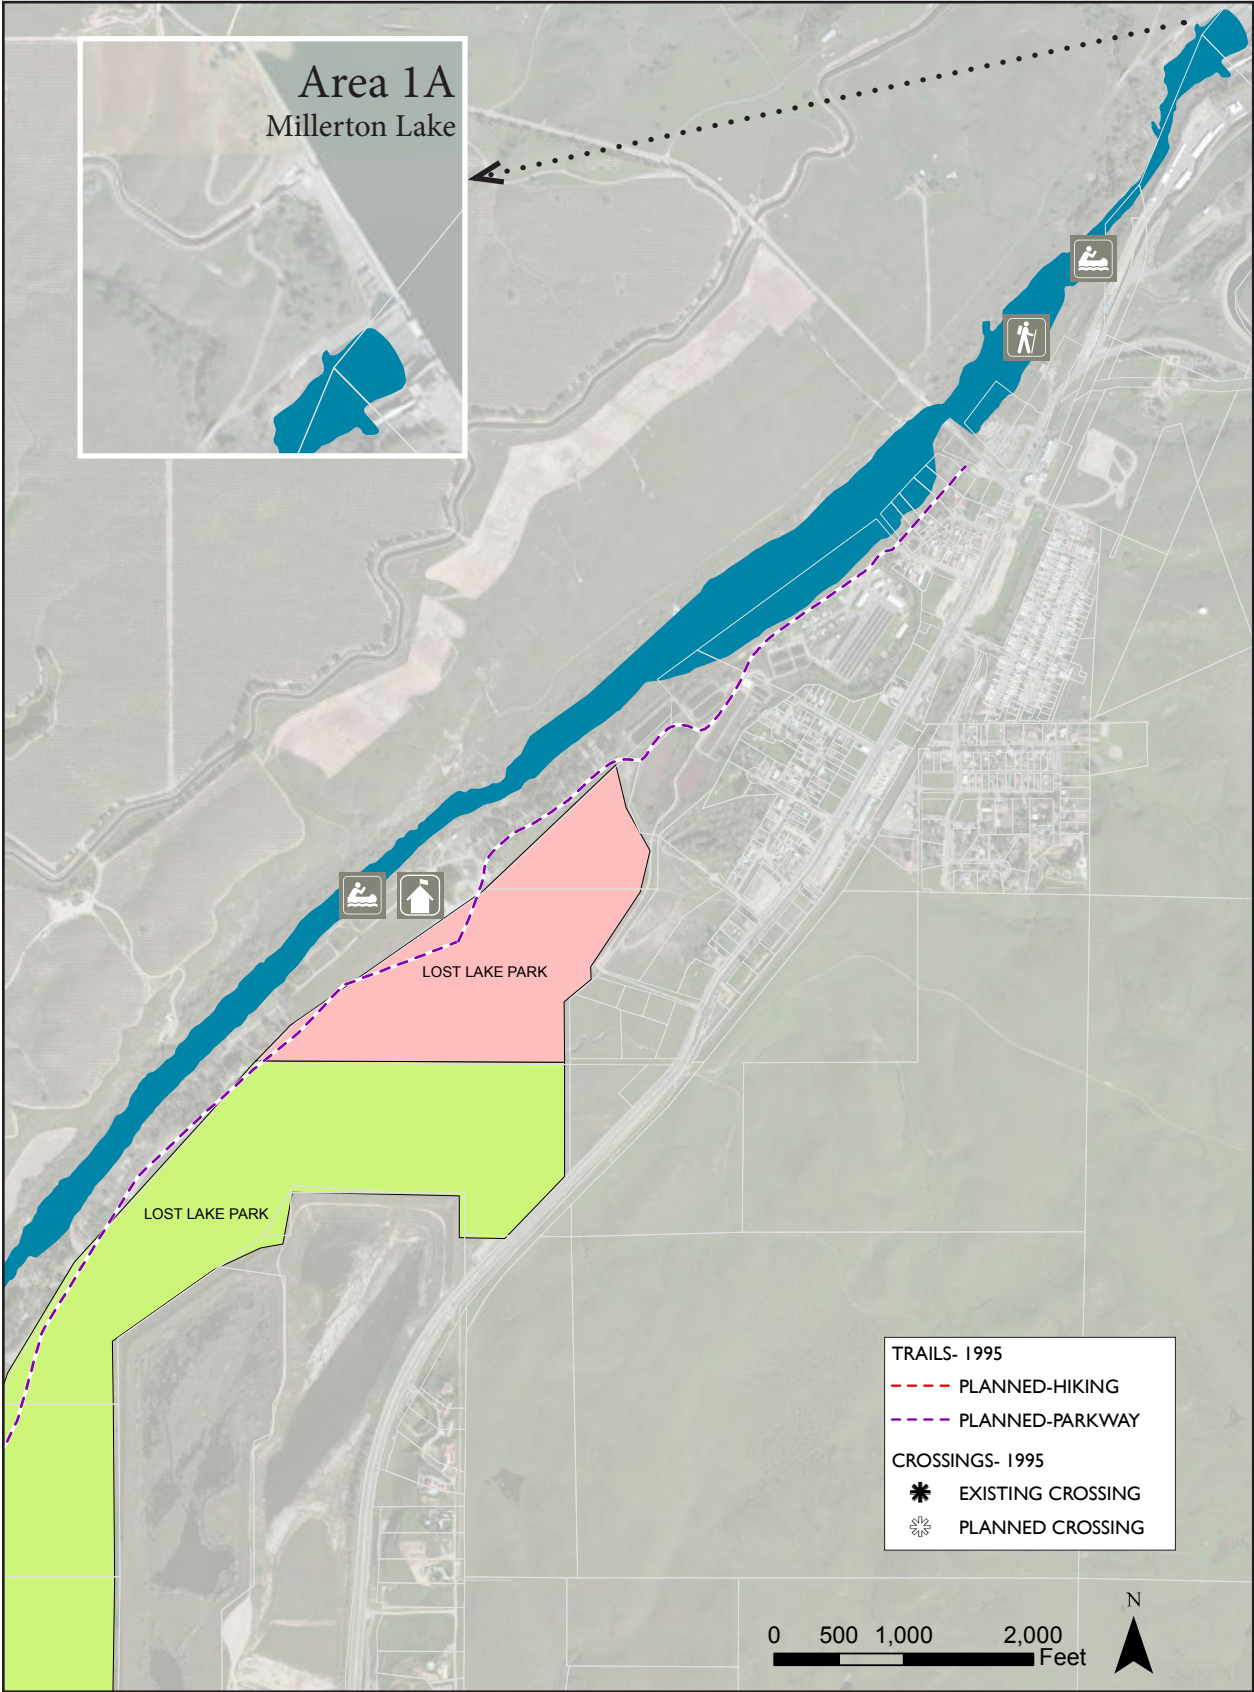 Area 1A
Millerton Lake
LOST LAKE PARK
LOST LAKE PARK
TRAILS- 1995
PLANNED-HIKING
PLANNED-PARKWAY
CROSSINGS- 1995
EXISTING CROSSING
PLANNED CROSSING
N
0 500 1,000 2,000
Feet